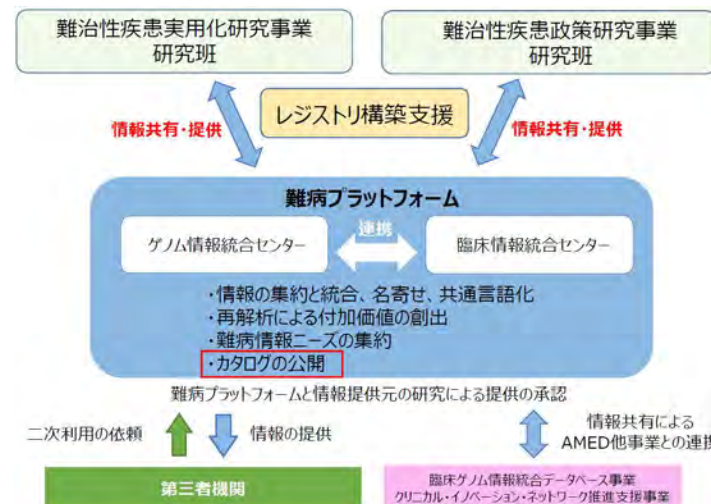 難治性疾患実用化研究事業
研究班
難治性疾患政策研究事業
研究班
レジストリ構築支援
情報共有・提供
情報共有・提供
難病プラットフォーム
ゲノム情報統合センター
連携
臨床情報統合センター
・情報の集約と統合、名寄せ、共通言語化
・再解析による付加価値の創出
・難病情報ニーズの集約
・カタログの公開
難病プラットフォームと情報提供元の研究による提供の承認
二次利用の依頼
情報の提供
情報共有による
AMED他事業との連携
第三者機関
臨床ゲノム情報統合データベース事業
クリニカル・イノベーション・ネットワーク推進支援事業